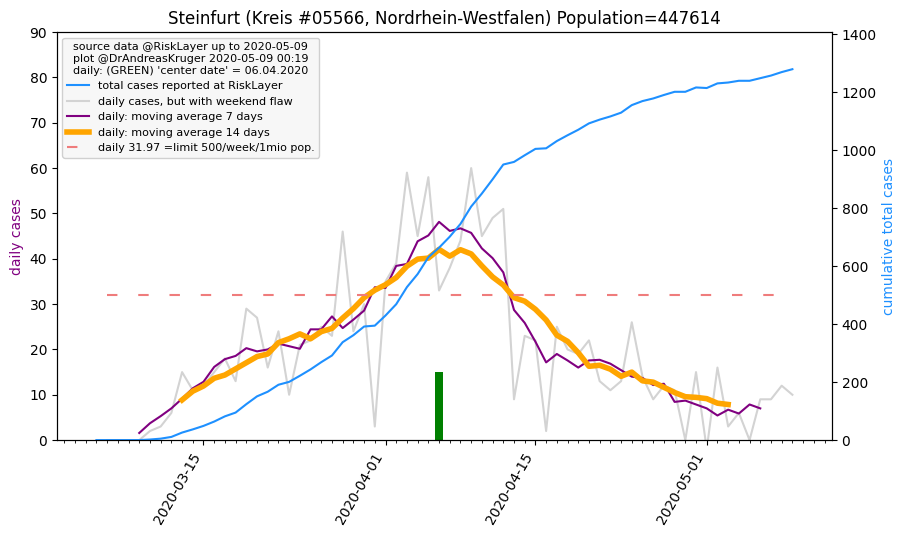 Steinfurt (Kreis #05566, Nordrhein-Westfalen) Population=447614
source data @RiskLayer up to 2020-05-09
plot @DrAndreasKruger 2020-05-09 00:19
daily: (GREEN) 'center date' = 06.04.2020
total cases reported at RiskLayer
daily cases, but with weekend flaw
daily: moving average 7 days
daily: moving average 14 days
daily 31.97 =limit 500/week/1mio pop.
daily cases
90
80
70
60
50
40
30
20
10
0
1400
1200
1000
800
600
400
200
0
cumulative total cases
2020-03-15
2020-04-01
2020-04-15
2020-05-01